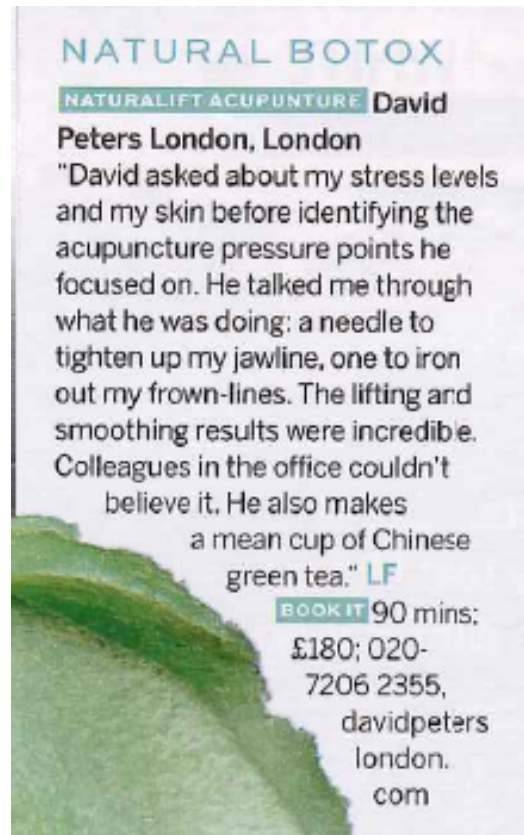 NATURAL BOTOX
NATURALIFT ACUPUNTURE David
Peters London, London
"David asked about my stress levels
and my skin before identifying the
acupuncture pressure points he
focused on. He talked me through
what he was doing: a needle to
tighten up my jawline, one to iron
out my frown-lines. The lifting and
smoothing results were incredible.
Colleagues in the office couldn't
believe it. He also makes
a mean cup of Chinese
green tea." LF
BOOK IT 90 mins;
£180; 020-
7206 2355,
davidpeters
london.
com